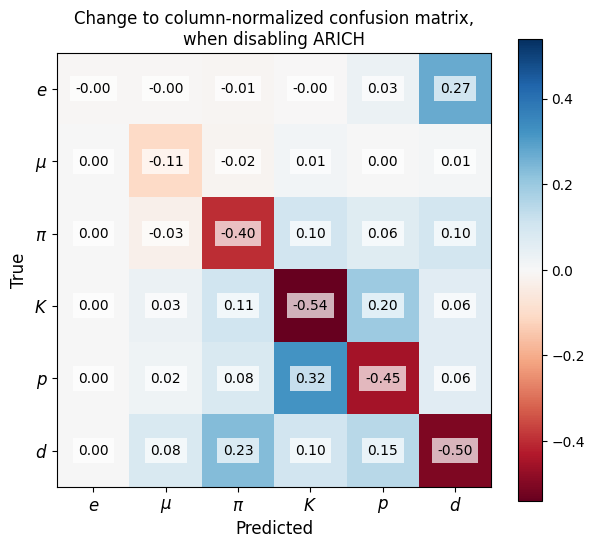 Change to column-normalized confusion matrix,
when disabling ARICH
e -0.00 -0.00 -0.01 -0.00 0.03 0.27
μ 0.00 -0.11 -0.02 0.01 0.00 0.01
π 0.00 -0.03 -0.40 0.10 0.06 0.10
K 0.00 0.03 0.11 -0.54 0.20 0.06
p 0.00 0.02 0.08 0.32 -0.45 0.06
d 0.00 0.08 0.23 0.10 0.15 -0.50
e μ π K p d
Predicted
True
0.4
0.2
0.0
−0.2
−0.4